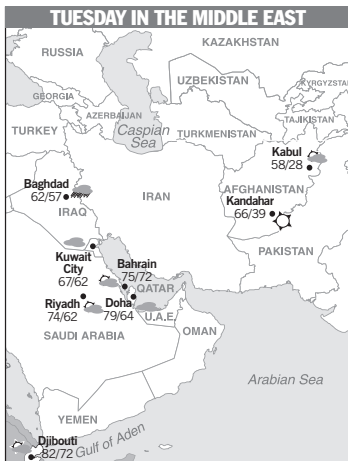 TUESDAY IN THE MIDDLE EAST
KAZAKHSTAN
RUSSIA
UZBEKISTAN
KYRGYZSTAN
GEORGIA
AZERBAIJAN
TAJIKISTAN
TURKEY
Caspian
Sea
TURKMENISTAN
Kabul
58/28
Baghdad
62/57
IRAQ
IRAN
AFGHANISTAN
Kandahar
66/39
PAKISTAN
Kuwait
City
67/62
Bahrain
75/72
QATAR
Riyadh
74/62
Doha
79/64
U.A.E.
SAUDI ARABIA
OMAN
Arabian Sea
YEMEN
Djibouti
82/72
Gulf of Aden